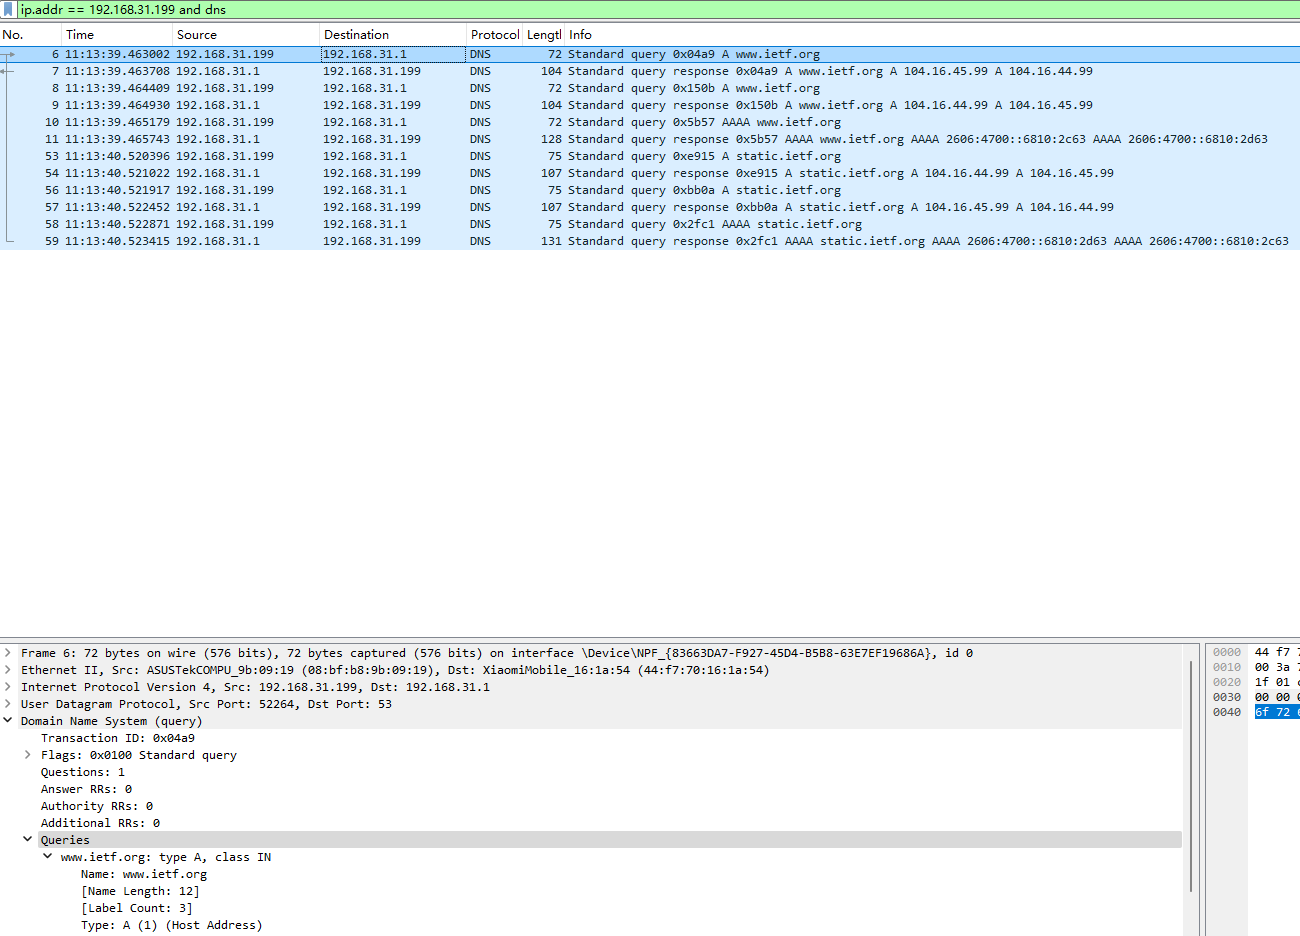 ip.addr == 192.168.31.199 and dns
No. Time Source Destination Protocol Lengtl Info
6 11:13:39.463002 192.168.31.199 192.168.31.1 DNS 72 Standard query 0x04a9 A www.ietf.org
7 11:13:39.463708 192.168.31.1 192.168.31.199 DNS 104 Standard query response 0x04a9 A www.ietf.org A 104.16.45.99 A 104.16.44.99
8 11:13:39.464409 192.168.31.199 192.168.31.1 DNS 72 Standard query 0x150b A www.ietf.org
9 11:13:39.464930 192.168.31.1 192.168.31.199 DNS 104 Standard query response 0x150b A www.ietf.org A 104.16.44.99 A 104.16.45.99
10 11:13:39.465179 192.168.31.199 192.168.31.1 DNS 72 Standard query 0x5b57 AAAA www.ietf.org
11 11:13:39.465743 192.168.31.1 192.168.31.199 DNS 128 Standard query response 0x5b57 AAAA www.ietf.org AAAA 2606:4700::6810:2c63 AAAA 2606:4700::6810:2d63
53 11:13:40.520396 192.168.31.199 192.168.31.1 DNS 75 Standard query 0xe915 A static.ietf.org
54 11:13:40.521022 192.168.31.1 192.168.31.199 DNS 107 Standard query response 0xe915 A static.ietf.org A 104.16.44.99 A 104.16.45.99
56 11:13:40.521917 192.168.31.199 192.168.31.1 DNS 75 Standard query 0xbb0a A static.ietf.org
57 11:13:40.522452 192.168.31.1 192.168.31.199 DNS 107 Standard query response 0xbb0a A static.ietf.org A 104.16.45.99 A 104.16.44.99
58 11:13:40.522871 192.168.31.199 192.168.31.1 DNS 75 Standard query 0x2fc1 AAAA static.ietf.org
59 11:13:40.523415 192.168.31.1 192.168.31.199 DNS 131 Standard query response 0x2fc1 AAAA static.ietf.org AAAA 2606:4700::6810:2d63 AAAA 2606:4700::6810:2c63
Frame 6: 72 bytes on wire (576 bits), 72 bytes captured (576 bits) on interface \Device\NPF_{83663DA7-F927-45D4-B5B8-63E7EF19686A}, id 0
Ethernet II, Src: ASUSTekCOMPU_9b:09:19 (08:bf:b8:9b:09:19), Dst: XiaomiMobile_16:1a:54 (44:f7:70:16:1a:54)
Internet Protocol Version 4, Src: 192.168.31.199, Dst: 192.168.31.1
User Datagram Protocol, Src Port: 52264, Dst Port: 53
Domain Name System (query)
Transaction ID: 0x04a9
Flags: 0x0100 Standard query
Questions: 1
Answer RRs: 0
Authority RRs: 0
Additional RRs: 0
Queries
www.ietf.org: type A, class IN
Name: www.ietf.org
[Name Length: 12]
[Label Count: 3]
Type: A (1) (Host Address)
0000 44 f7
0010 00 3a
0020 1f 01
0030 00 00
0040 6f 72